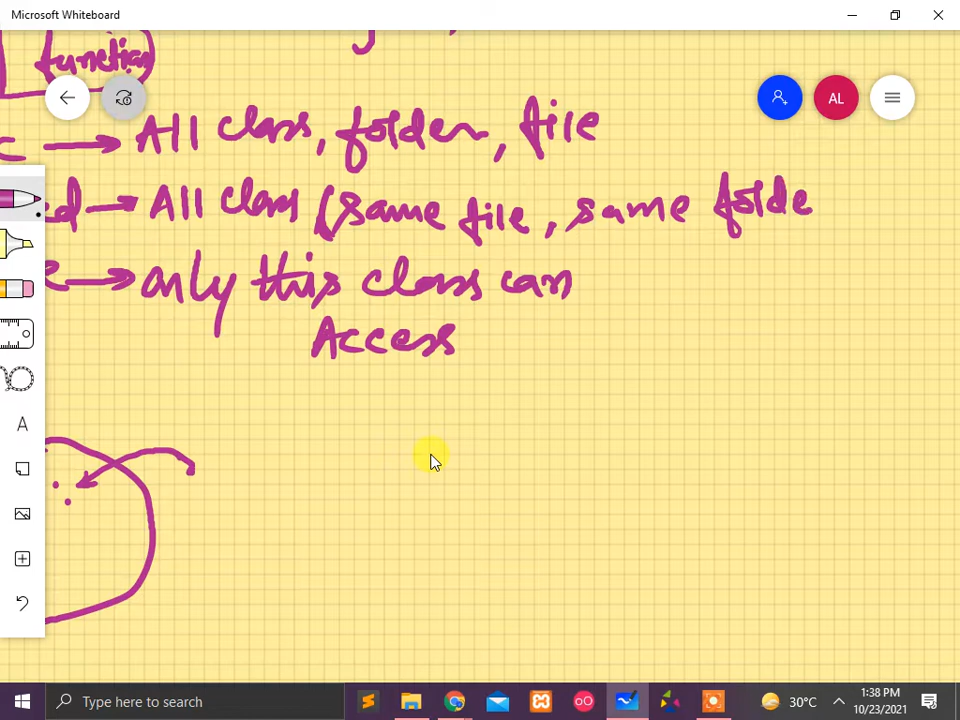 Microsoft Whiteboard
function)
AL
c → All class, folder, file
ed → All class (same file, same folde
e → only this class can
Access
A
Type here to search
30°C
1:38 PM
10/23/2021